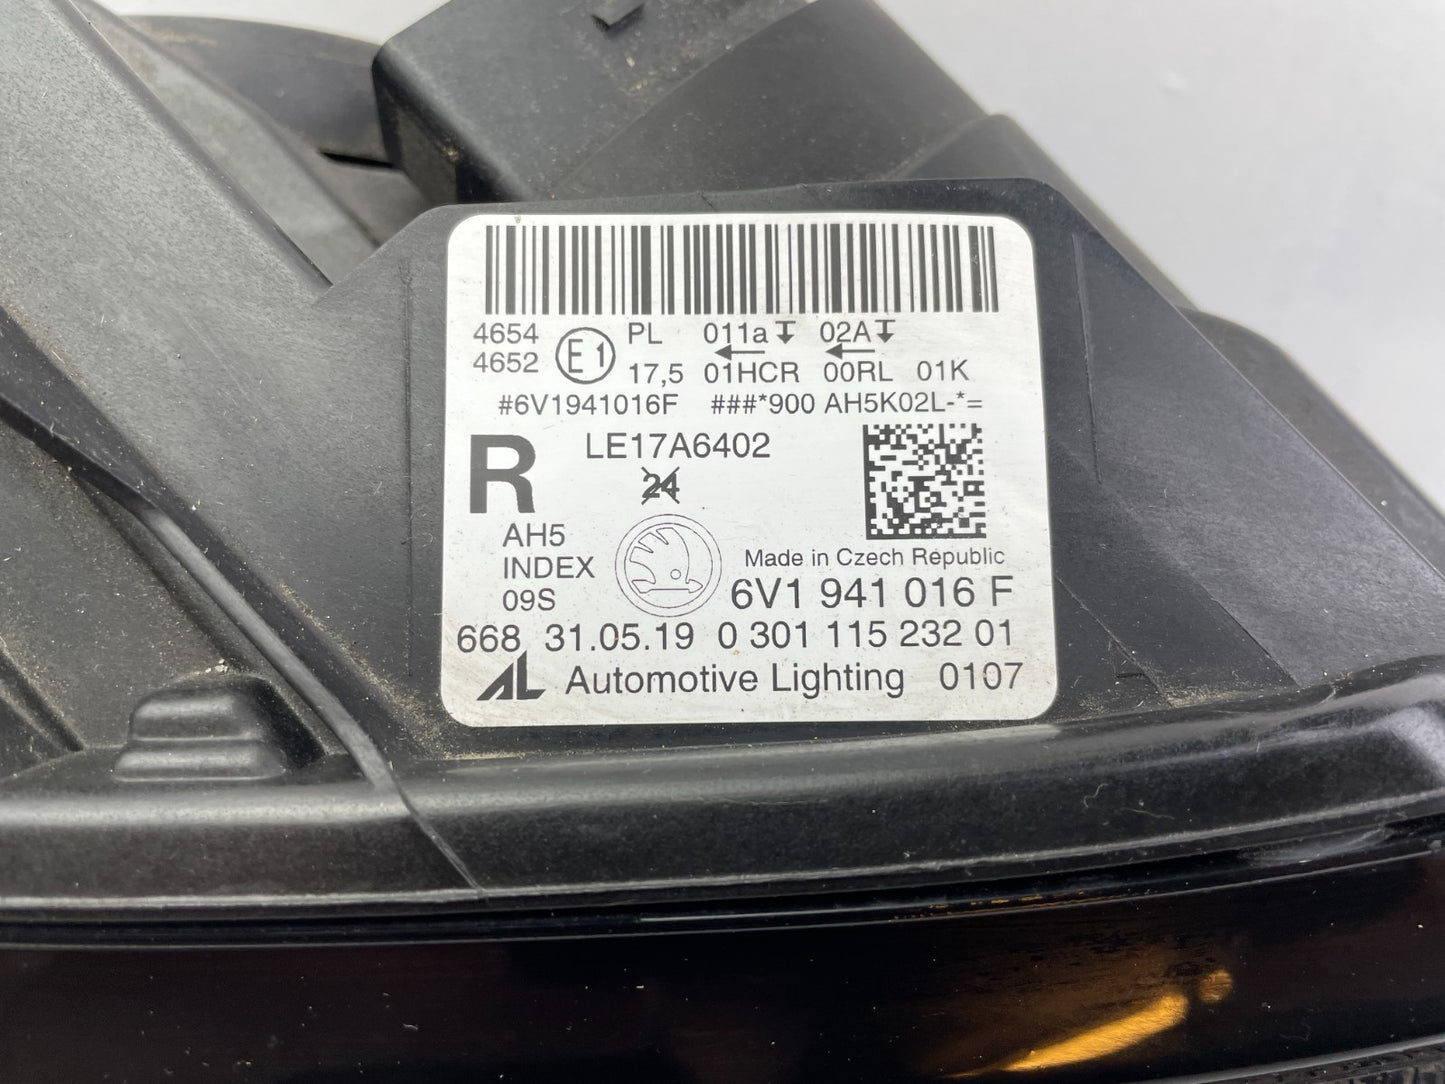 4654 E1 PL 011a 02A
4652 17,5 01HCR 00RL 01K
#6V1941016F ###*900 AH5K02L-*=
R LE17A6402
24
AH5
INDEX Made in Czech Republic
09S 6V1 941 016 F
668 31.05.19 0 301 115 232 01
AL Automotive Lighting 0107